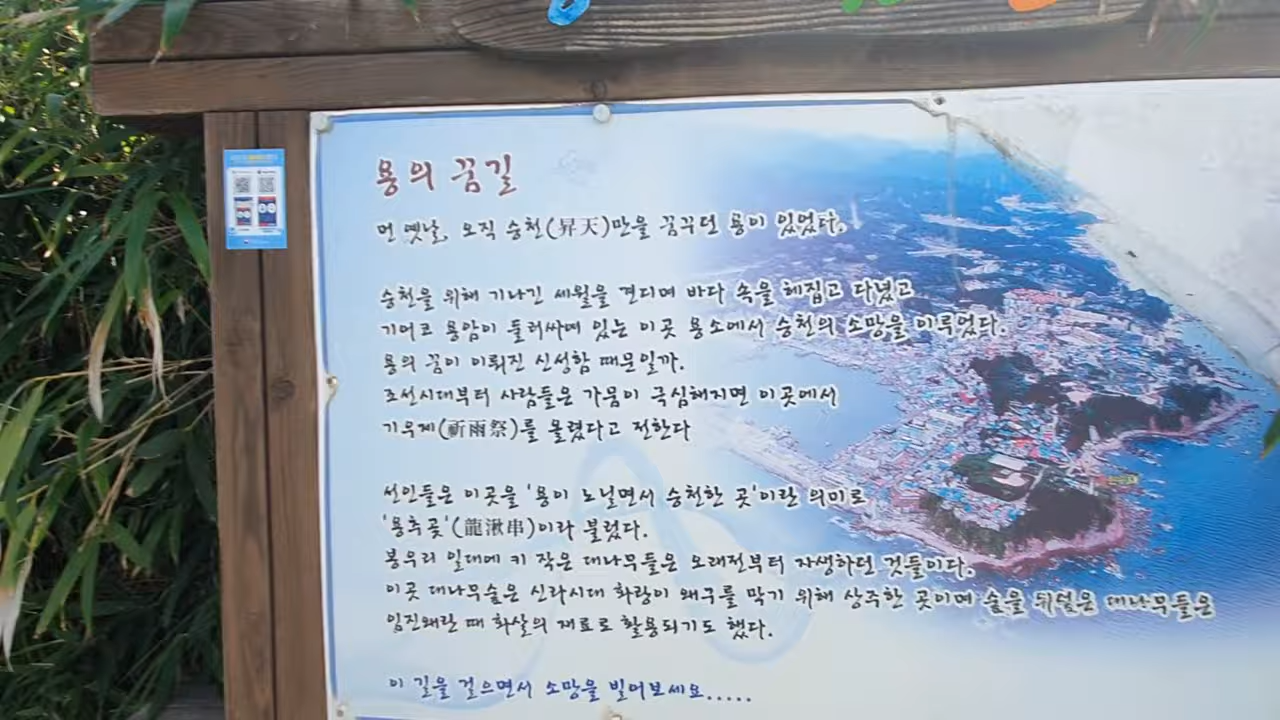 용의 꿈길
먼 옛날, 오직 승천(昇天)만을 꿈꾸던 용이 있었다.
승천을 위해 기나긴 세월을 견디며 바다 속을 헤집고 다녔고
기어코 용암이 둘러싸여 있는 이곳 용소에서 승천의 소망을 이루었다.
용의 꿈이 이뤄진 신성함 때문일까.
조선시대부터 사람들은 가뭄이 극심해지면 이곳에서
기우제(祈雨祭)를 올렸다고 전한다
선인들은 이곳을 '용이 노닐면서 승천한 곳'이란 의미로
'용추곶'(龍湫串)이라 불렀다.
봉우리 일대에 키 작은 대나무들은 오래전부터 자생하던 것들이다.
이곳 대나무숲은 신라시대 화랑이 왜구를 막기 위해 상주한 곳이며 숲을 뒤덮은 대나무들은
임진왜란 때 화살의 재료로 활용되기도 했다.
이 길을 걸으면서 소망을 빌어보세요.....